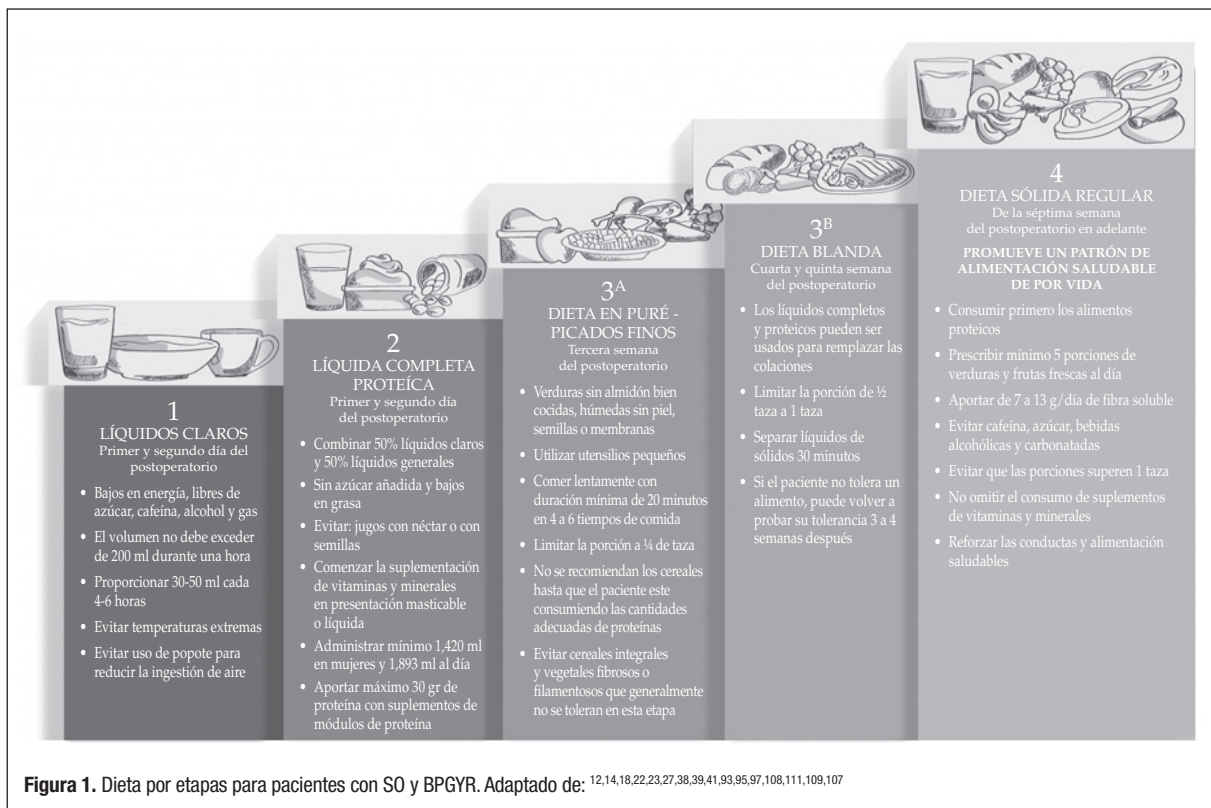 1
LÍQUIDOS CLAROS
Primer y segundo día del
postoperatorio
• Bajos en energía, libres de
azúcar, cafeína, alcohol y gas
• El volumen no debe exceder
de 200 ml durante una hora
• Proporcionar 30-50 ml cada
4-6 horas
• Evitar temperaturas extremas
• Evitar uso de popote para
reducir la ingestión de aire
2
LÍQUIDA COMPLETA
PROTEÍCA
Primer y segundo día
del postoperatorio
• Combinar 50% líquidos claros
y 50% líquidos generales
• Sin azúcar añadida y bajos
en grasa
• Evitar: jugos con néctar o con
semillas
• Comenzar la suplementación
de vitaminas y minerales
en presentación masticable
o líquida
• Administrar mínimo 1,420 ml
en mujeres y 1,893 ml al día
• Aportar máximo 30 gr de
proteína con suplementos de
módulos de proteína
3A
DIETA EN PURÉ -
PICADOS FINOS
Tercera semana
del postoperatorio
• Verduras sin almidón bien
cocidas, húmedas sin piel,
semillas o membranas
• Utilizar utensilios pequeños
• Comer lentamente con
duración mínima de 20 minutos
en 4 a 6 tiempos de comida
• Limitar la porción a ¼ de taza
• No se recomiendan los cereales
hasta que el paciente este
consumiendo las cantidades
adecuadas de proteínas
• Evitar cereales integrales
y vegetales fibrosos o
filamentosos que generalmente
no se toleran en esta etapa
3B
DIETA BLANDA
Cuarta y quinta semana
del postoperatorio
• Los líquidos completos
y proteicos pueden ser
usados para remplazar las
colaciones
• Limitar la porción de ½
taza a 1 taza
• Separar líquidos de
sólidos 30 minutos
• Si el paciente no tolera un
alimento, puede volver a
probar su tolerancia 3 a 4
semanas después
4
DIETA SÓLIDA REGULAR
De la séptima semana
del postoperatorio en adelante
PROMUEVE UN PATRÓN DE
ALIMENTACIÓN SALUDABLE
DE POR VIDA
• Consumir primero los alimentos
proteicos
• Prescribir mínimo 5 porciones de
verduras y frutas frescas al día
• Aportar de 7 a 13 g/día de fibra soluble
• Evitar cafeína, azúcar, bebidas
alcohólicas y carbonatadas
• Evitar que las porciones superen 1 taza
• No omitir el consumo de suplementos
de vitaminas y minerales
• Reforzar las conductas y alimentación
saludables
Figura 1. Dieta por etapas para pacientes con SO y BPGYR. Adaptado de: 12,14,18,22,23,27,38,39,41,93,95,97,108,111,109,107